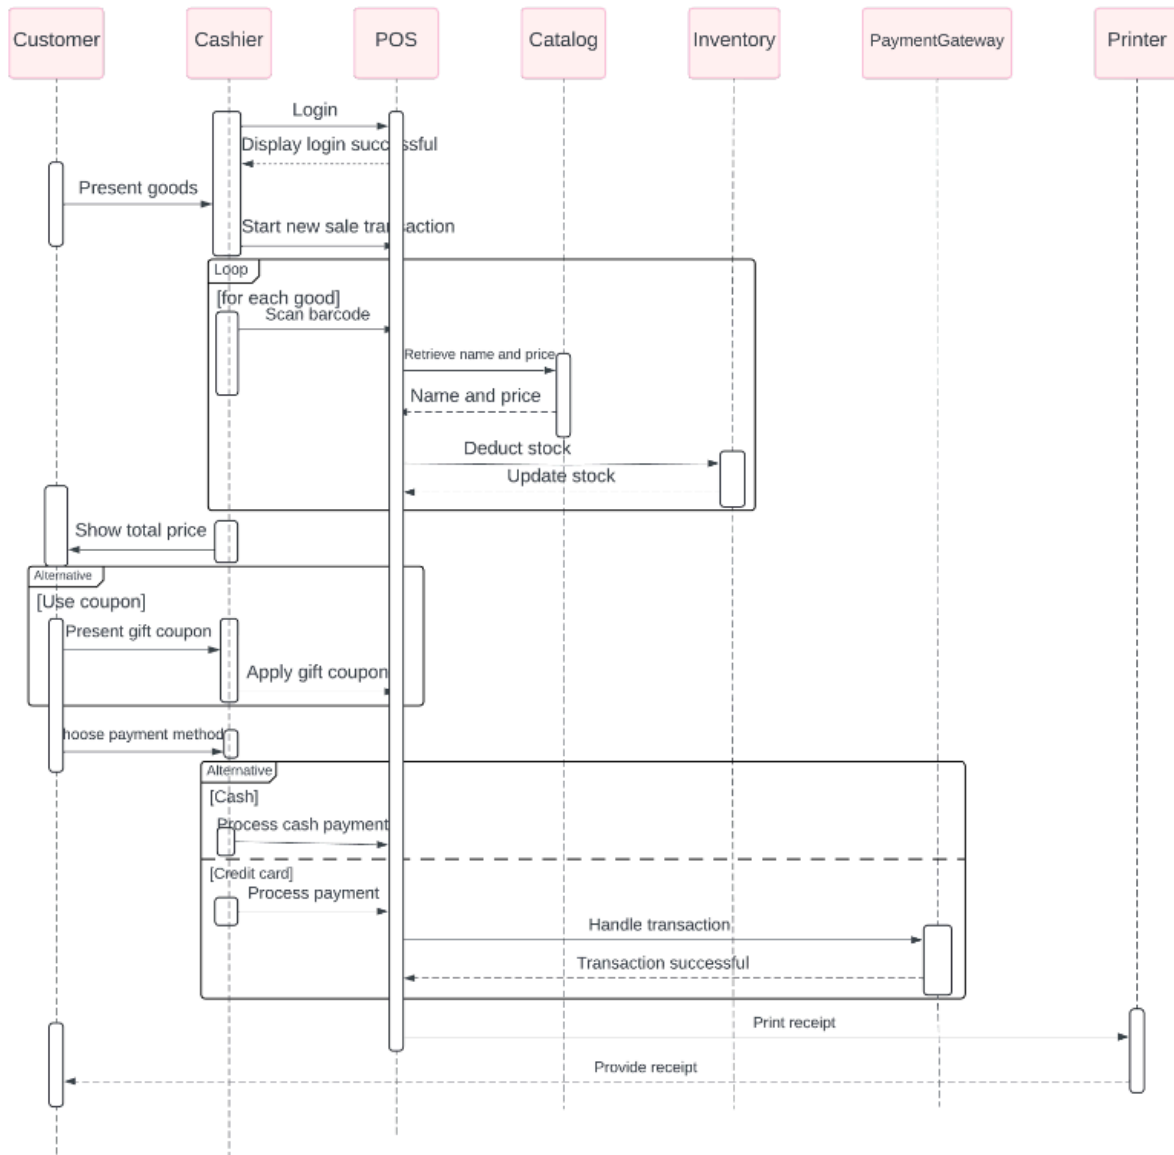 Customer
Cashier
POS
Catalog
Inventory
PaymentGateway
Printer
Login
Display login successful
Present goods
Start new sale transaction
Loop
[for each good]
Scan barcode
Retrieve name and price
Name and price
Deduct stock
Update stock
Show total price
Alternative
[Use coupon]
Present gift coupon
Apply gift coupon
hoose payment method
Alternative
[Cash]
Process cash payment
[Credit card]
Process payment
Handle transaction
Transaction successful
Print receipt
Provide receipt